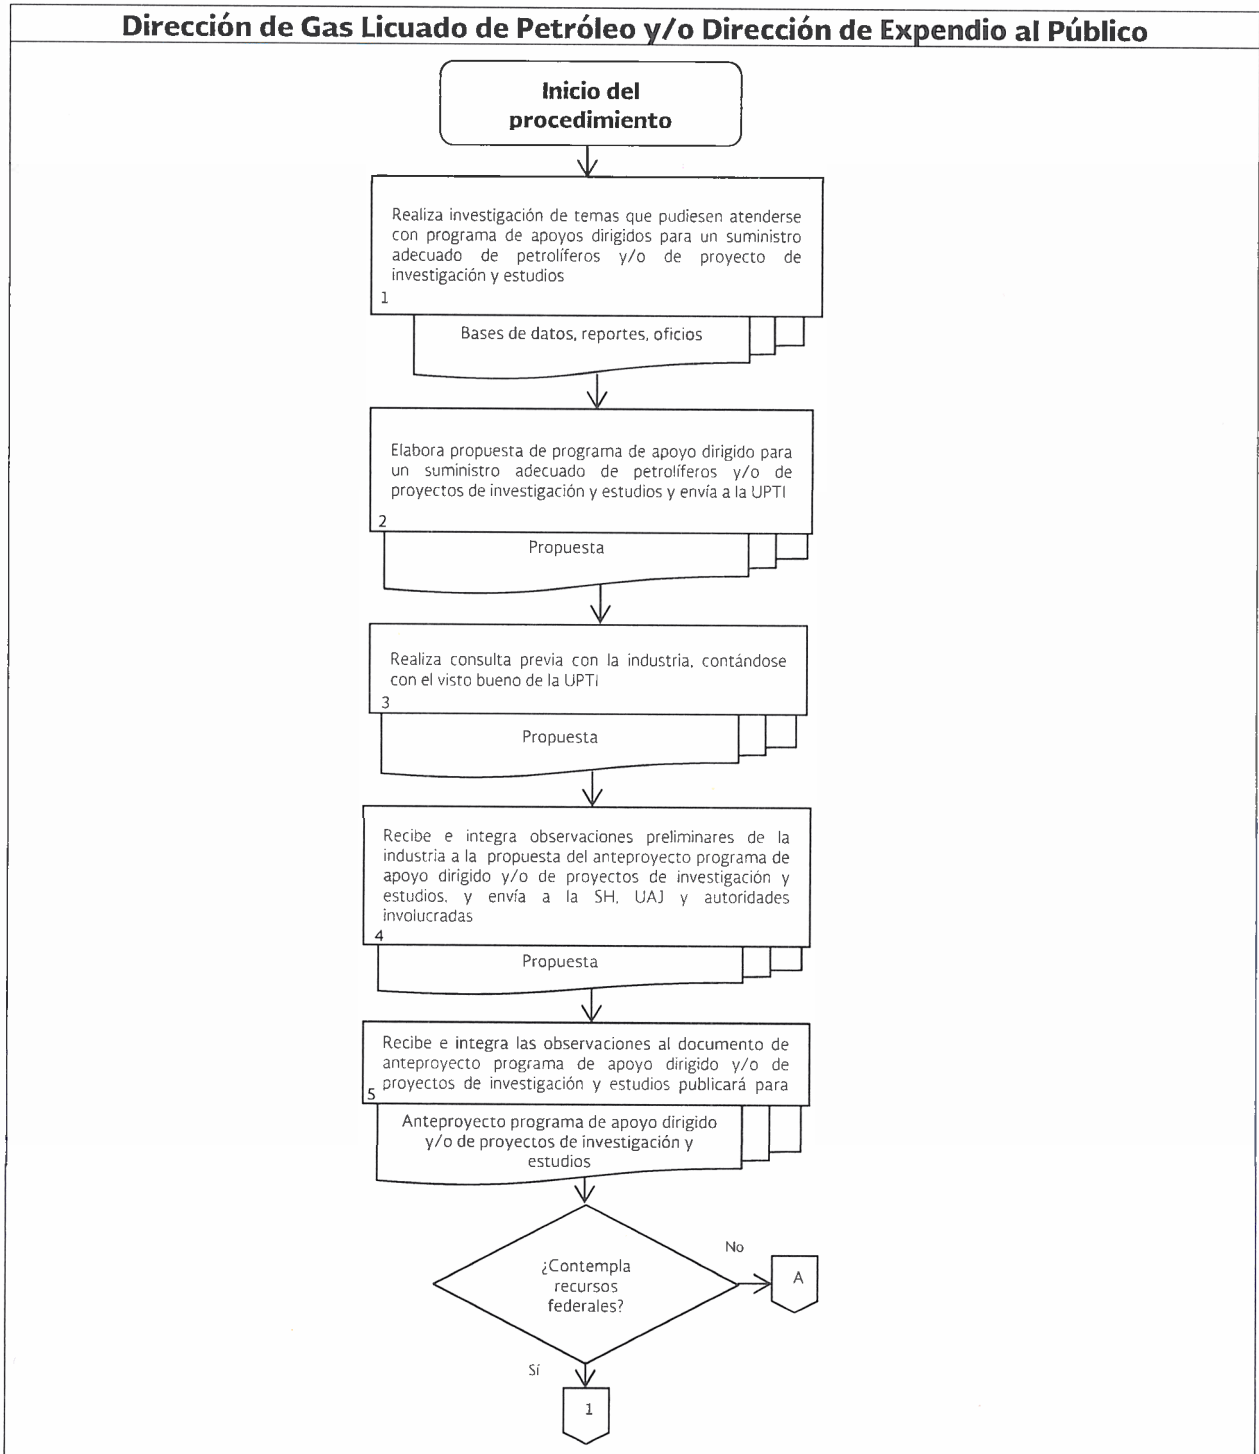 Dirección de Gas Licuado de Petróleo y/o Dirección de Expendio al Público
Inicio del
procedimiento
Realiza investigación de temas que pudiesen atenderse
con programa de apoyos dirigidos para un suministro
adecuado de petrolíferos y/o de proyecto de
investigación y estudios
1
Bases de datos, reportes, oficios
Elabora propuesta de programa de apoyo dirigido para
un suministro adecuado de petrolíferos y/o de
proyectos de investigación y estudios y envía a la UPTI
2
Propuesta
Realiza consulta previa con la industria, contándose
con el visto bueno de la UPTI
3
Propuesta
Recibe e integra observaciones preliminares de la
industria a la propuesta del anteproyecto programa de
apoyo dirigido y/o de proyectos de investigación y
estudios, y envía a la SH, UAJ y autoridades
involucradas
4
Propuesta
Recibe e integra las observaciones al documento de
anteproyecto programa de apoyo dirigido y/o de
proyectos de investigación y estudios publicará para
5
Anteproyecto programa de apoyo dirigido
y/o de proyectos de investigación y
estudios
¿Contempla
recursos
federales?
No
A
Sí
1